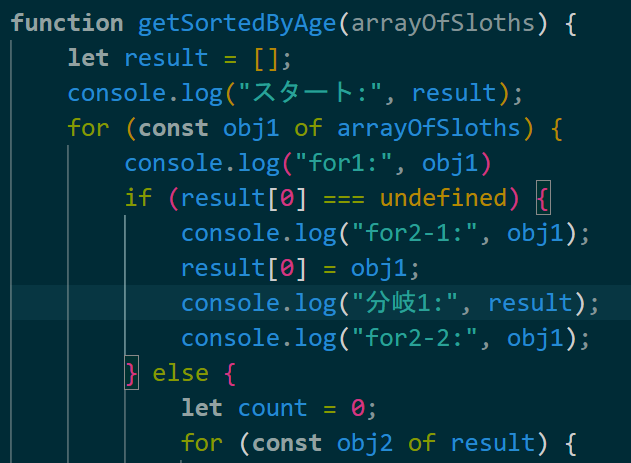 function getSortedByAge(arrayOfSloths) {
let result = [];
console.log("スタート:", result);
for (const obj1 of arrayOfSloths) {
console.log("for1:", obj1)
if (result[0] === undefined) {
console.log("for2-1:", obj1);
result[0] = obj1;
console.log("分岐1:", result);
console.log("for2-2:", obj1);
} else {
let count = 0;
for (const obj2 of result) {